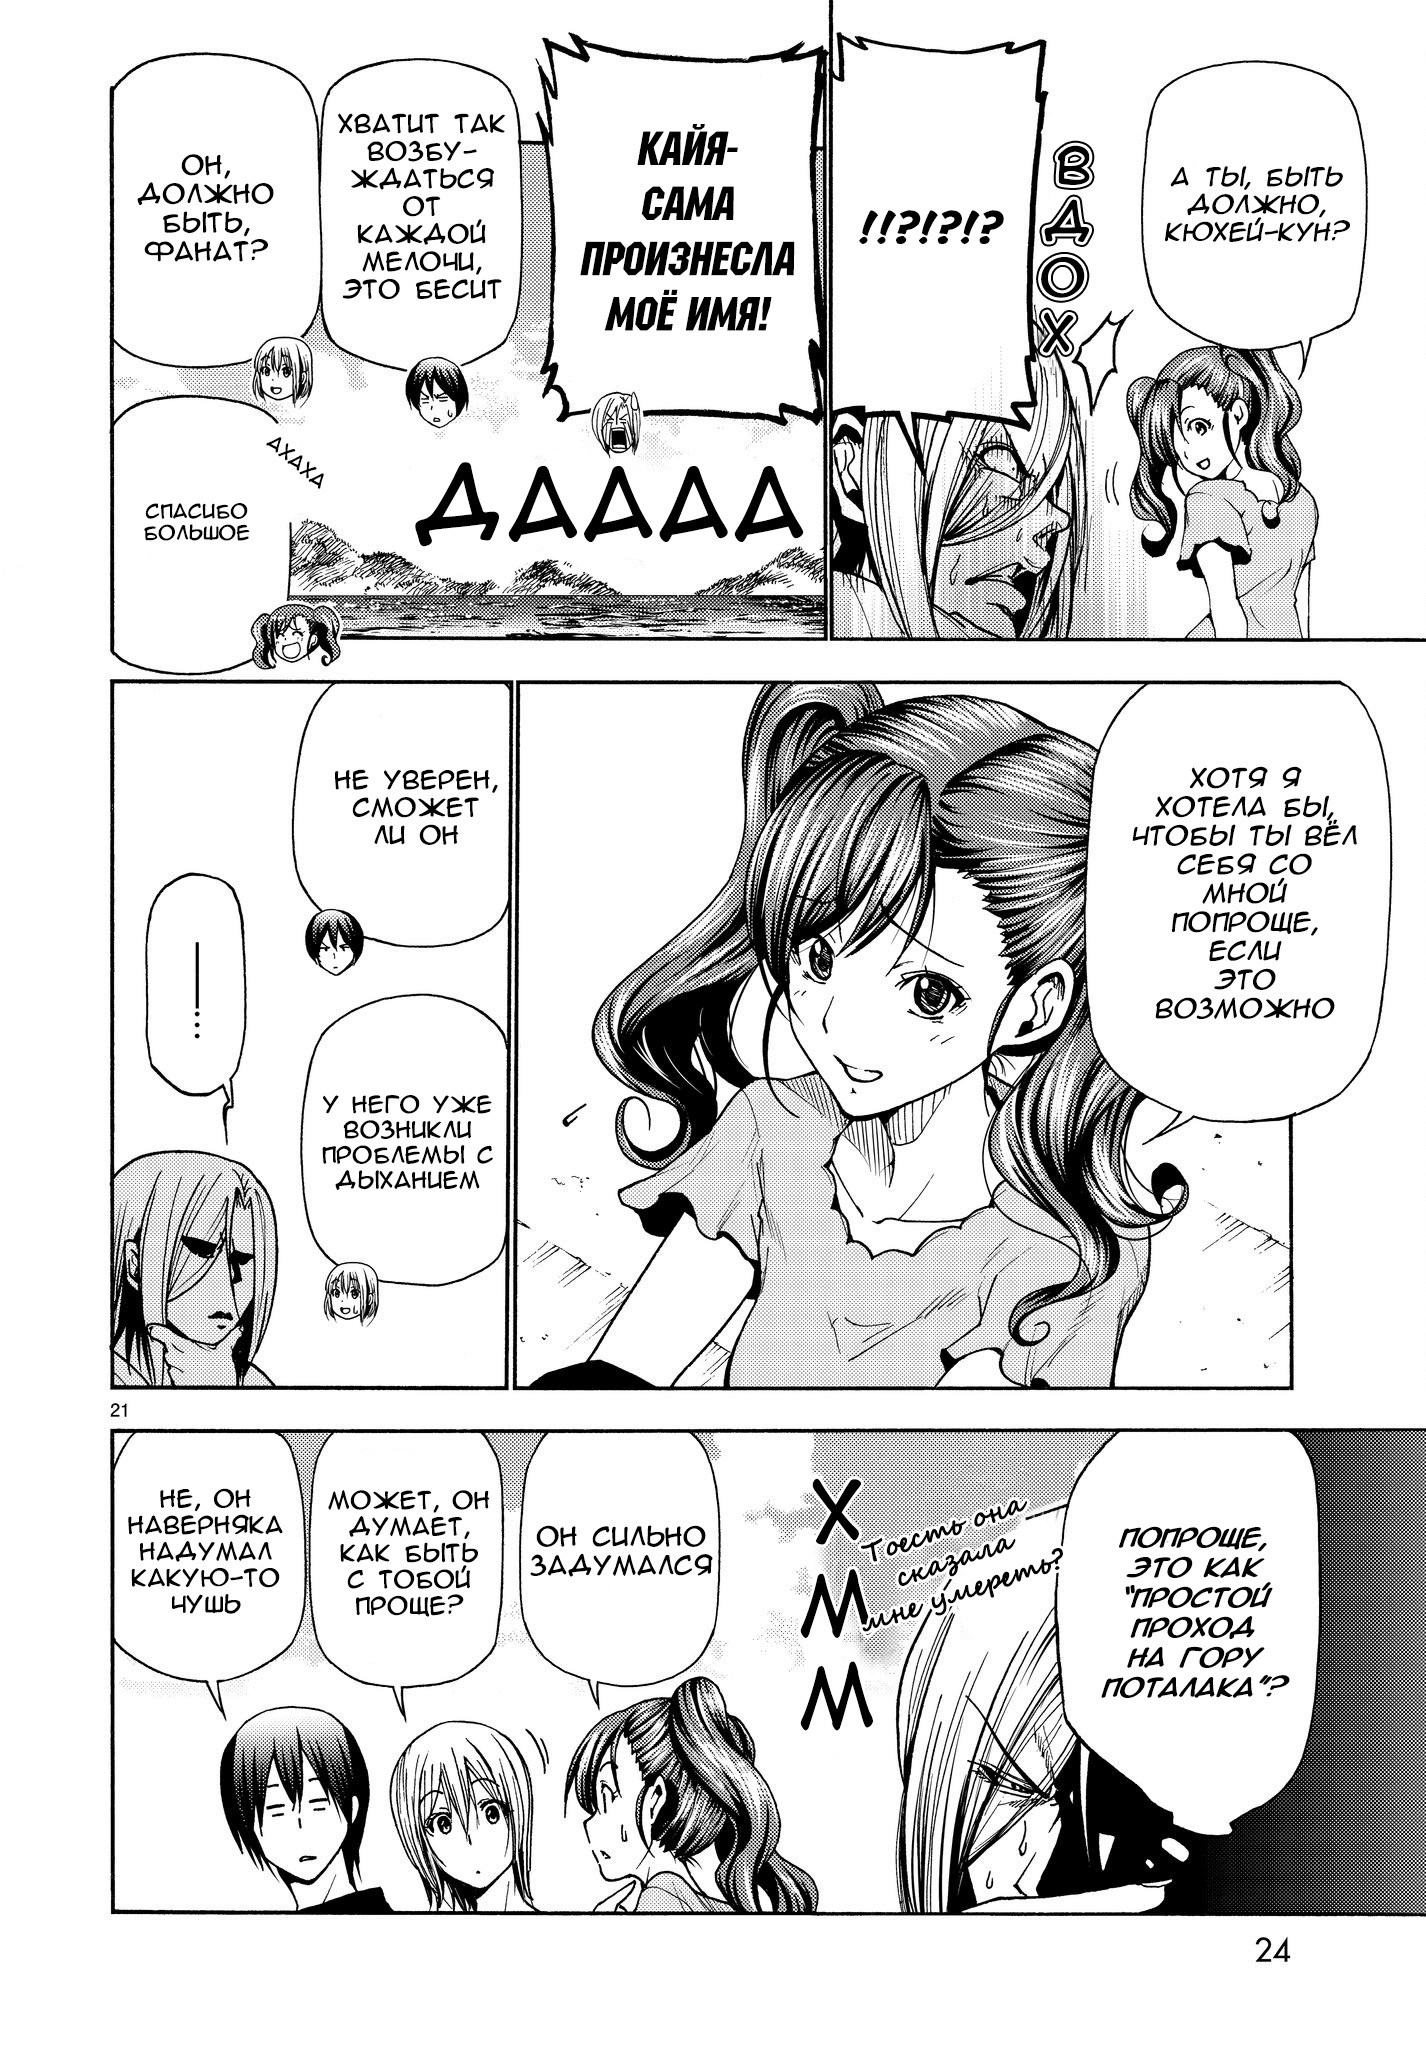 А ТЫ, БЫТЬ
ДОЛЖНО,
КЮХЕЙ-КУН?
ВДОХ
!!?!?!?
КАЙЯ-
САМА
ПРОИЗНЕСЛА
МОЁ ИМЯ!
ДАААА
ХВАТИТ ТАК
ВОЗБУ-
ЖДАТЬСЯ
ОТ
КАЖДОЙ
МЕЛОЧИ,
ЭТО БЕСИТ
ОН,
ДОЛЖНО
БЫТЬ,
ФАНАТ?
АХАХА
СПАСИБО
БОЛЬШОЕ
ХОТЯ Я
ХОТЕЛА БЫ,
ЧТОБЫ ТЫ ВЁЛ
СЕБЯ СО
МНОЙ
ПОПРОЩЕ,
ЕСЛИ
ЭТО
ВОЗМОЖНО
НЕ УВЕРЕН,
СМОЖЕТ
ЛИ ОН
У НЕГО УЖЕ
ВОЗНИКЛИ
ПРОБЛЕМЫ С
ДЫХАНИЕМ
——...
21
ПОПРОЩЕ,
ЭТО КАК
"ПРОСТОЙ
ПРОХОД
НА ГОРУ
ПОТАЛАКА"?
Тоесть она
сказала
мне умереть?
ХММ
ОН СИЛЬНО
ЗАДУМАЛСЯ
МОЖЕТ, ОН
ДУМАЕТ,
КАК БЫТЬ
С ТОБОЙ
ПРОЩЕ?
НЕ, ОН
НАВЕРНЯКА
НАДУМАЛ
КАКУЮ-ТО
ЧУШЬ
24